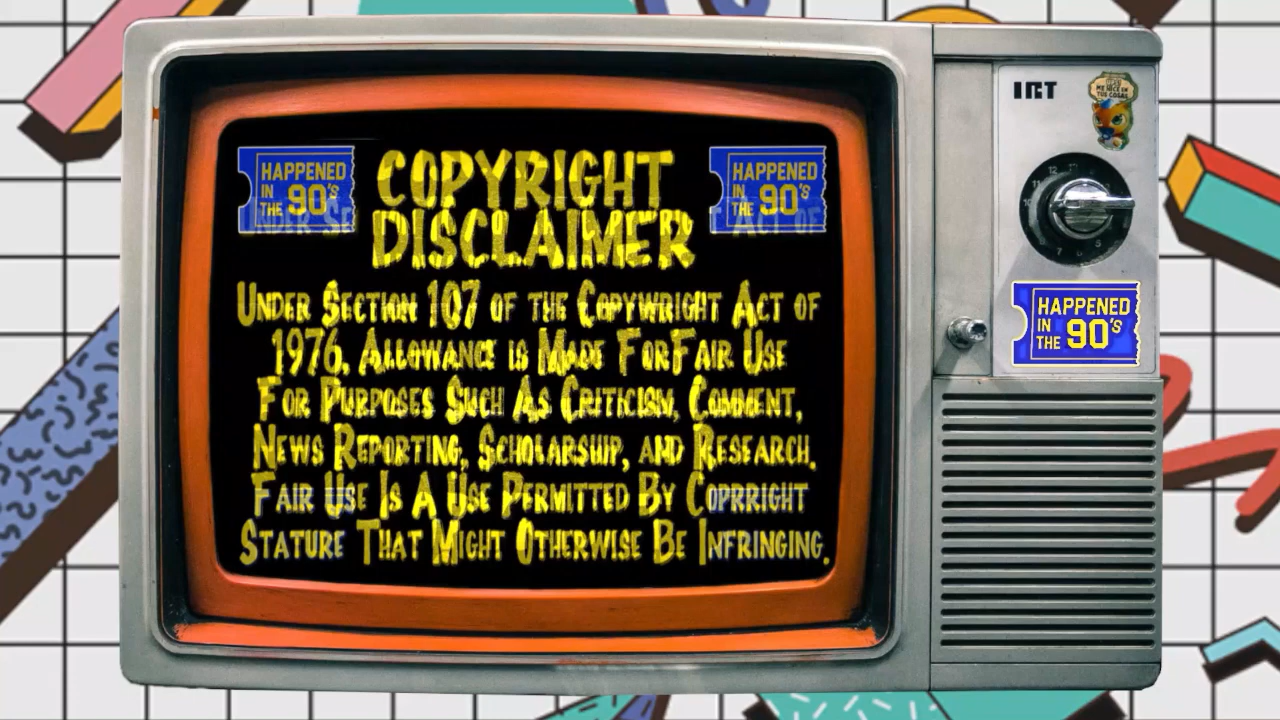 HAPPENED
IN
THE 90's
COPYRIGHT
DISCLAIMER
HAPPENED
IN
THE 90's
Under Section 107 of the Copywright Act of
1976, Allowance is Made ForFair Use
For Purposes Such As Criticism, Comment,
News Reporting, Scholarship, and Research.
Fair Use Is A Use Permitted By Coprright
Stature That Might Otherwise Be Infringing.
IRT
HAPPENED
IN
THE 90's